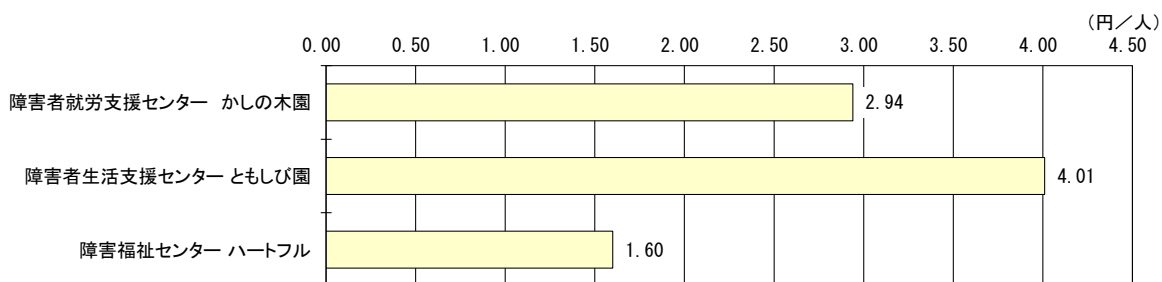 (円／人)
0.00 0.50 1.00 1.50 2.00 2.50 3.00 3.50 4.00 4.50
障害者就労支援センター かしの木園 2.94
障害者生活支援センター ともしび園 4.01
障害福祉センター ハートフル 1.60